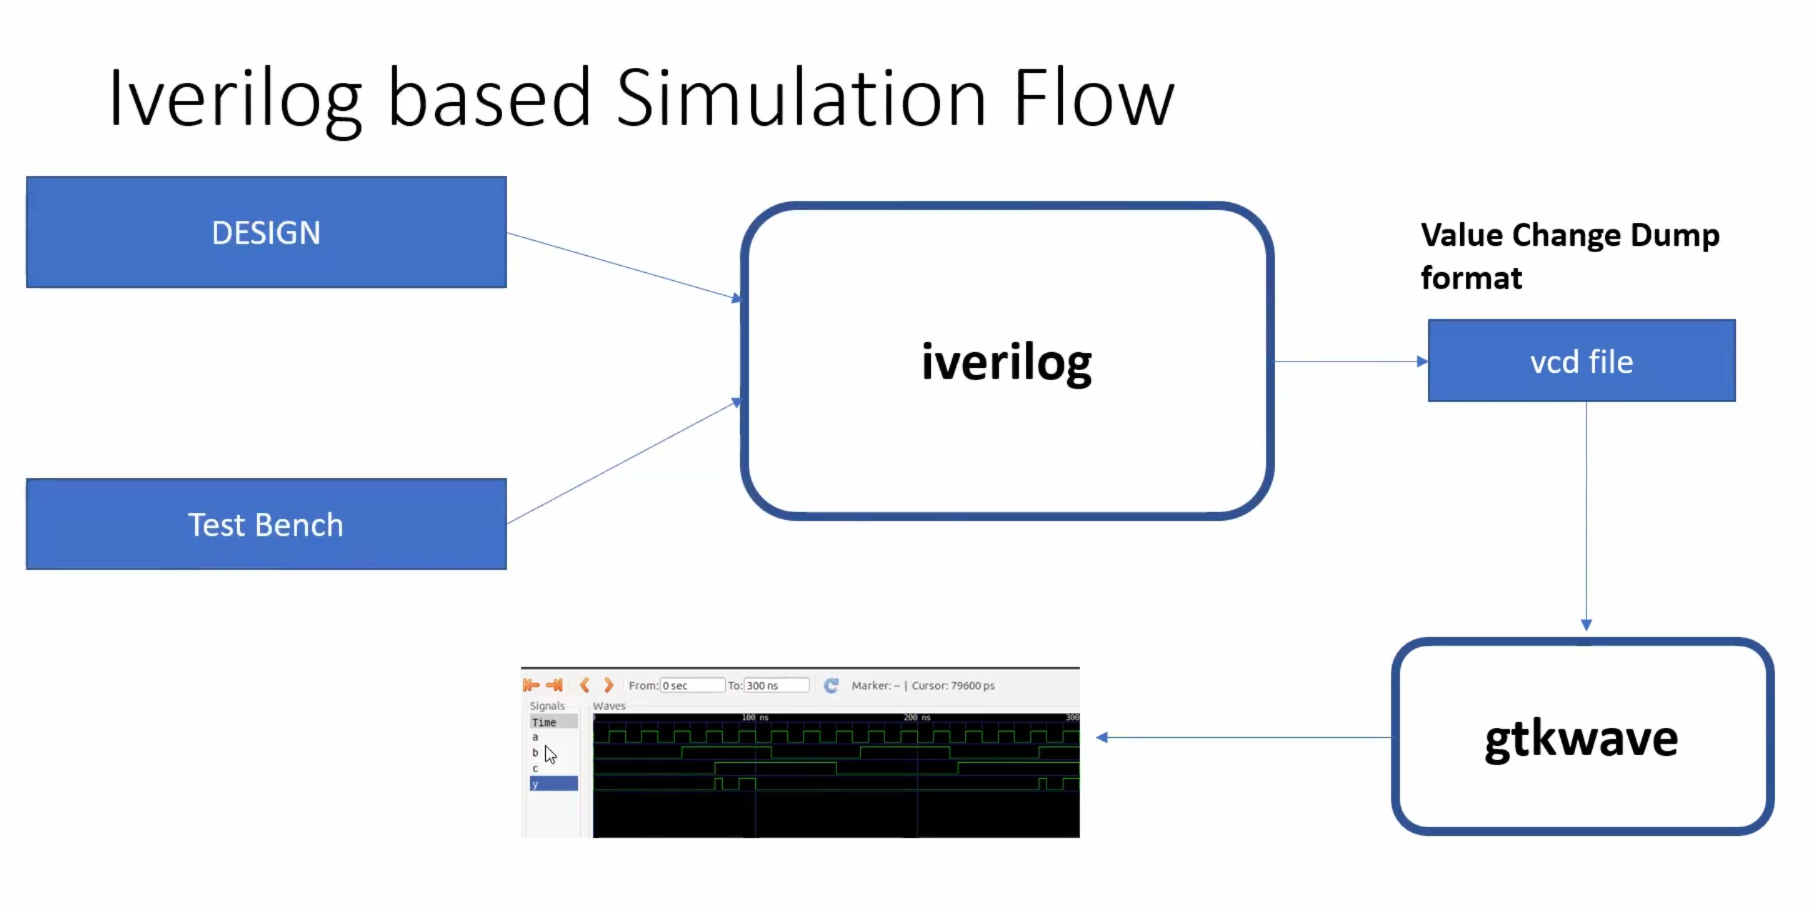 Iverilog based Simulation Flow
DESIGN
Test Bench
iverilog
Value Change Dump
format
vcd file
gtkwave
From: 0 sec To: 300 ns Marker: -- | Cursor: 79600 ps
Signals Waves
Time
100 ns 200 ns 300
a
b
c
y